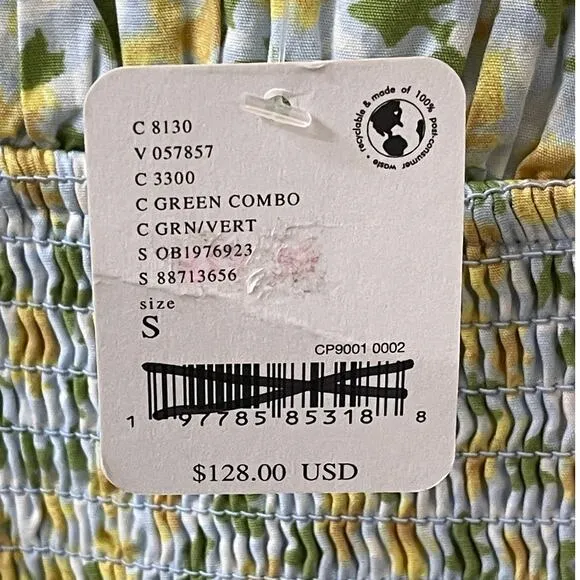 recyclable & made of 100% post-consumer waste •
C 8130
V 057857
C 3300
C GREEN COMBO
C GRN/VERT
S OB1976923
S 88713656
size
S
CP9001 0002
1 97785 85318 8
$128.00 USD